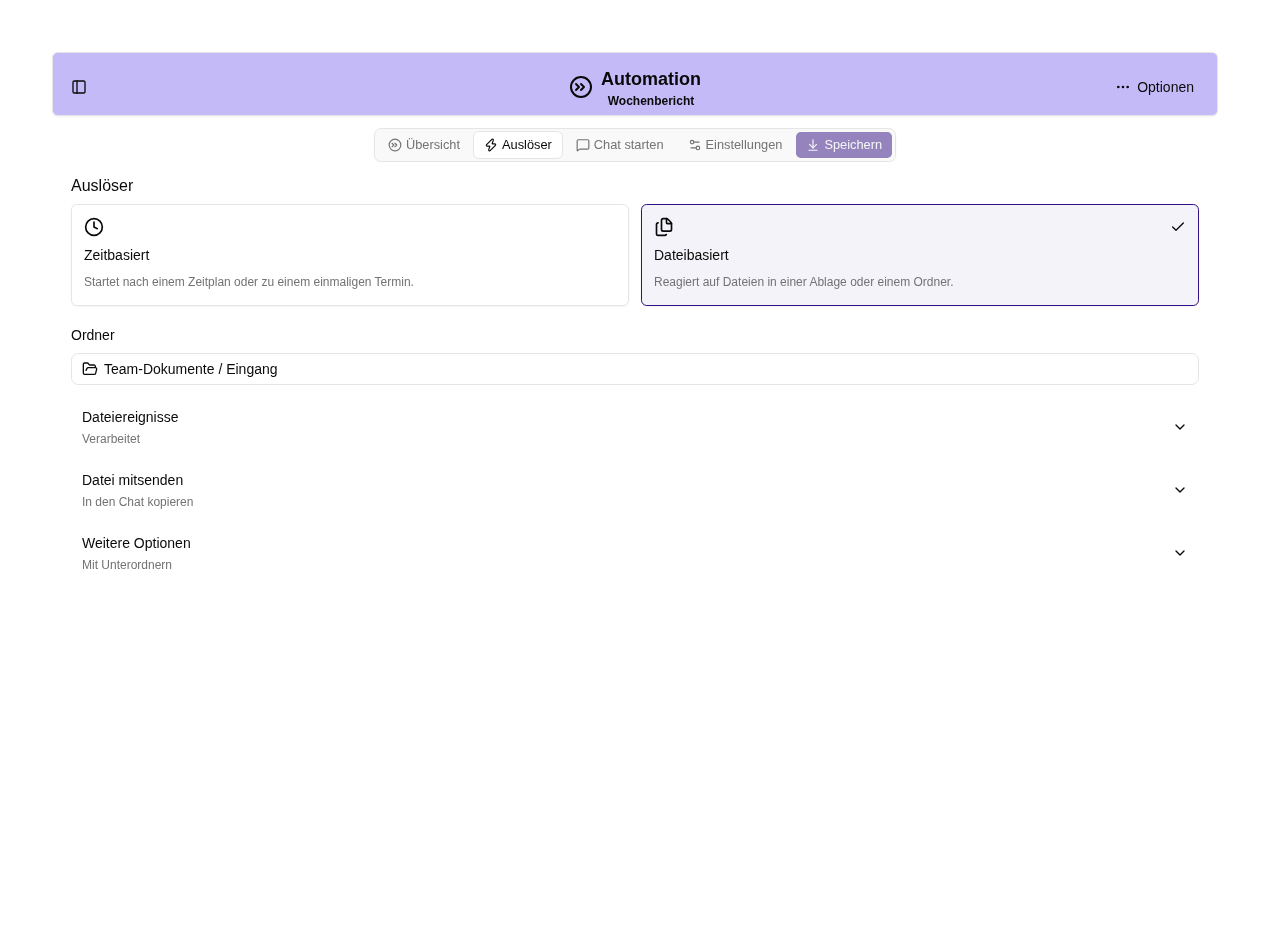 Automation
Wochenbericht
Optionen
Übersicht
Auslöser
Chat starten
Einstellungen
Speichern
Auslöser
Zeitbasiert
Startet nach einem Zeitplan oder zu einem einmaligen Termin.
Dateibasiert
Reagiert auf Dateien in einer Ablage oder einem Ordner.
Ordner
Team-Dokumente / Eingang
Dateiereignisse
Verarbeitet
Datei mitsenden
In den Chat kopieren
Weitere Optionen
Mit Unterordnern